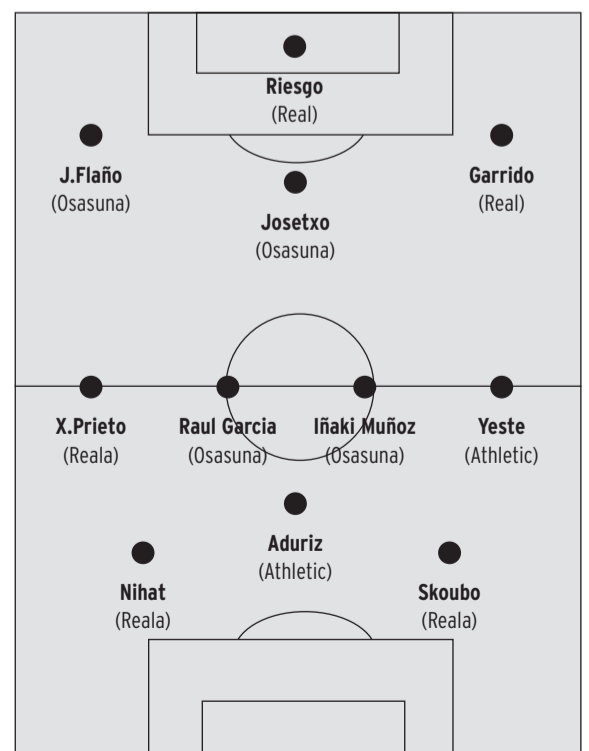 Riesgo
(Real)
J.Flaño
(Osasuna)
Garrido
(Real)
Josetxo
(Osasuna)
X.Prieto
(Reala)
Raul Garcia
(Osasuna)
Iñaki Muñoz
(Osasuna)
Yeste
(Athletic)
Aduriz
(Athletic)
Nihat
(Reala)
Skoubo
(Reala)